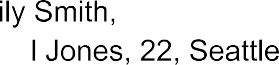 ily Smith,
l Jones, 22, Seattle